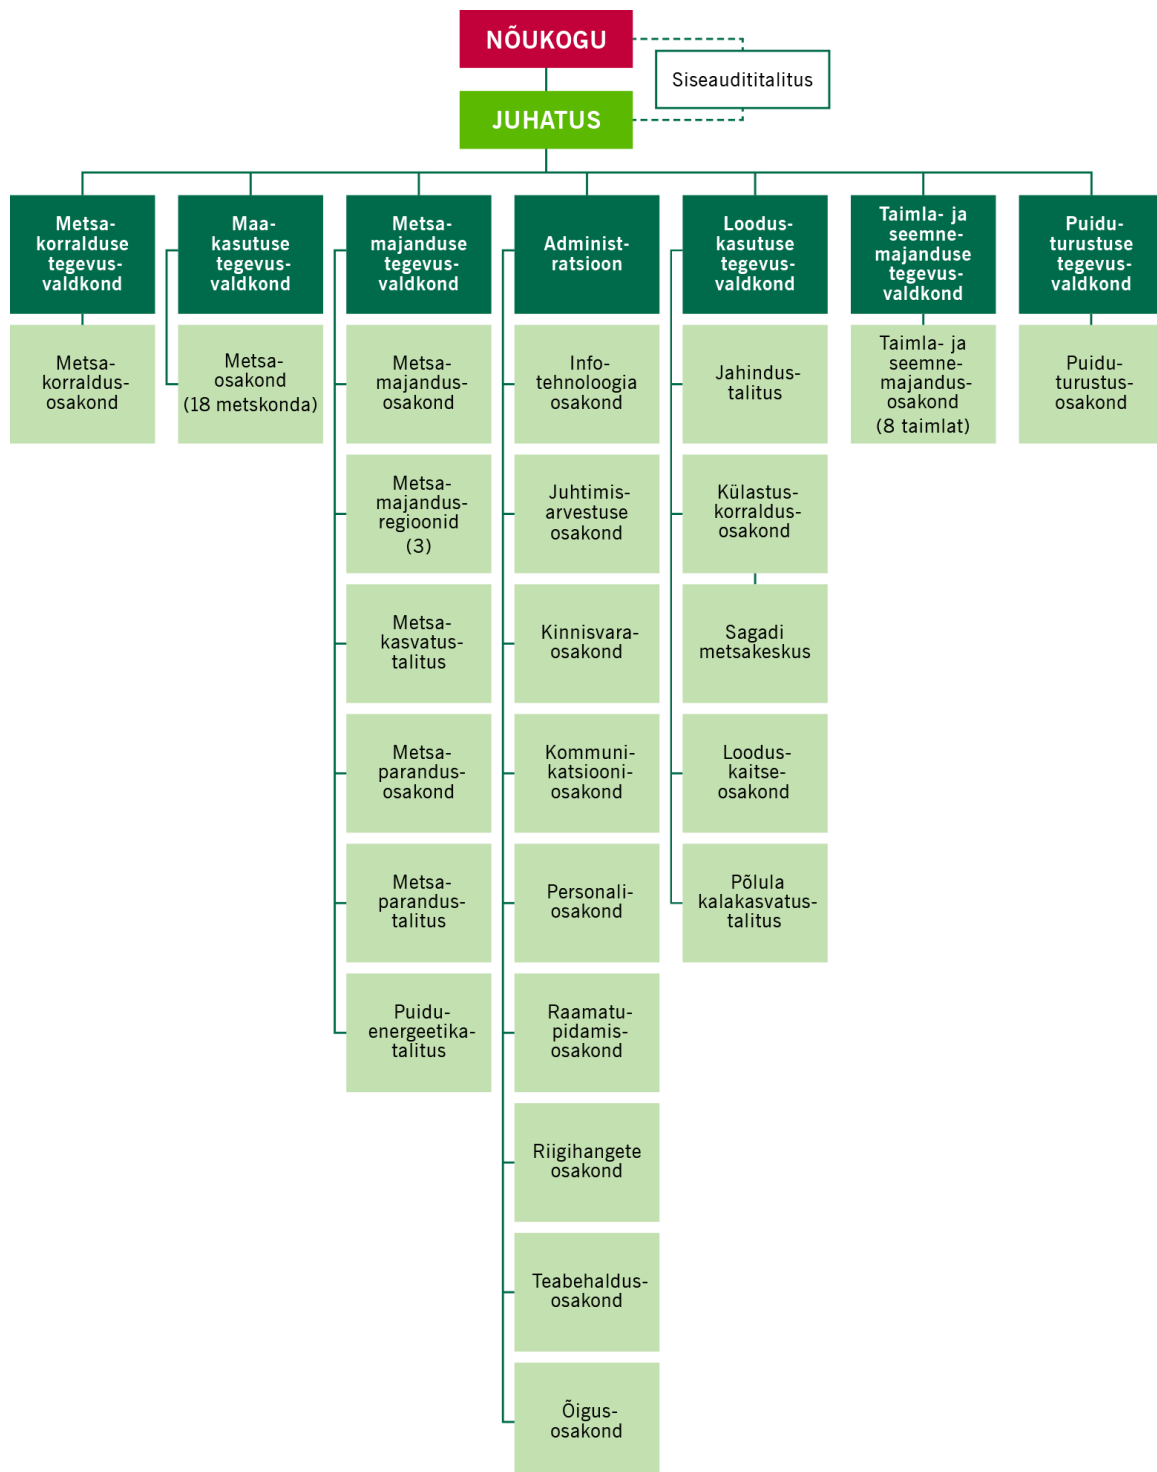 NÕUKOGU
Siseaudititalitus
JUHATUS
Metsa-
korralduse
tegevus-
valdkond
Maa-
kasutuse
tegevus-
valdkond
Metsa-
majanduse
tegevus-
valdkond
Administ-
ratsioon
Loodus-
kasutuse
tegevus-
valdkond
Taimla- ja
seemne-
majanduse
tegevus-
valdkond
Puidu-
turustuse
tegevus-
valdkond
Metsa-
korraldus-
osakond
Metsa-
osakond
(18 metskonda)
Metsa-
majandus-
osakond
Info-
tehnoloogia
osakond
Jahindus-
talitus
Taimla- ja
seemne-
majandus-
osakond
(8 taimlat)
Puidu-
turustus-
osakond
Metsa-
majandus-
regioonid
(3)
Juhtimis-
arvestuse
osakond
Külastus-
korraldus-
osakond
Metsa-
kasvatus-
talitus
Kinnisvara-
osakond
Sagadi
metsakeskus
Metsa-
parandus-
osakond
Kommuni-
katsiooni-
osakond
Loodus-
kaitse-
osakond
Metsa-
parandus-
talitus
Personali-
osakond
Põlula
kalakasvatus-
talitus
Puidu-
energeetika-
talitus
Raamatu-
pidamis-
osakond
Riigihangete
osakond
Teabehaldus-
osakond
Õigus-
osakond